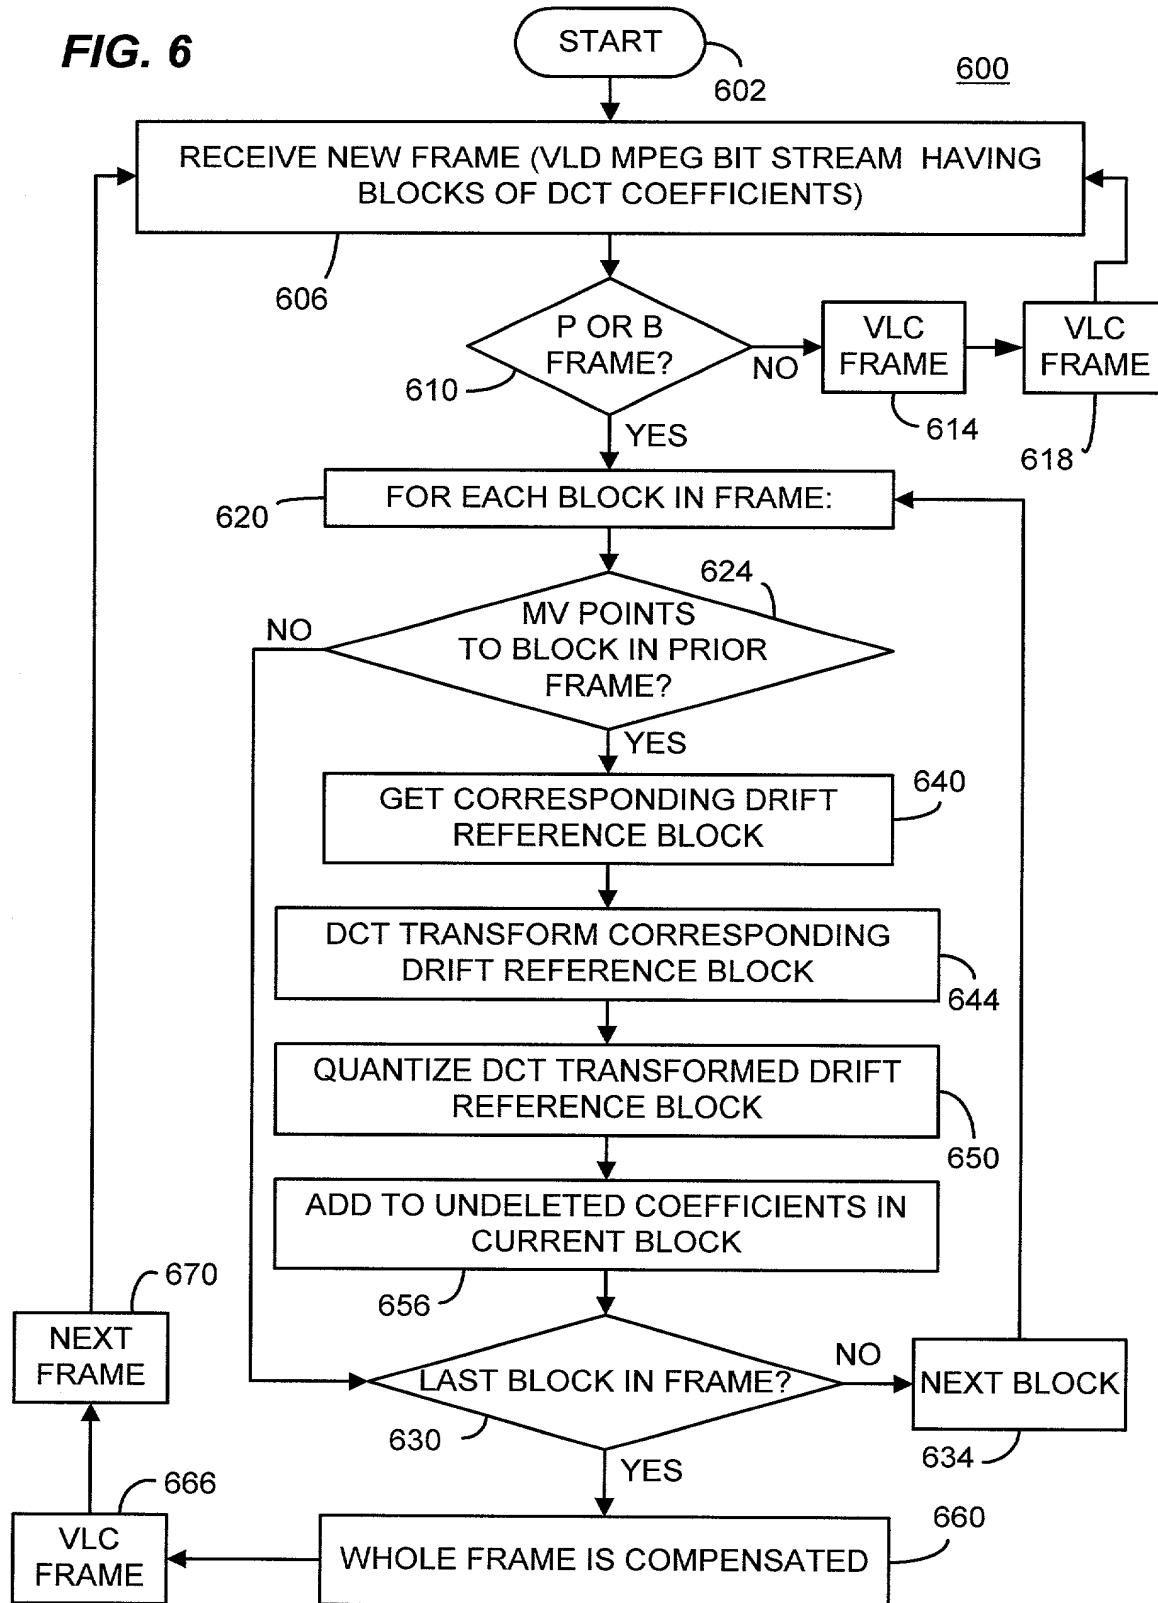 FIG. 6
START
602
600
RECEIVE NEW FRAME (VLD MPEG BIT STREAM HAVING
BLOCKS OF DCT COEFFICIENTS)
606
P OR B
FRAME?
610
NO
VLC
FRAME
614
VLC
FRAME
618
YES
FOR EACH BLOCK IN FRAME:
620
624
MV POINTS
TO BLOCK IN PRIOR
FRAME?
NO
YES
GET CORRESPONDING DRIFT
REFERENCE BLOCK
640
DCT TRANSFORM CORRESPONDING
DRIFT REFERENCE BLOCK
644
QUANTIZE DCT TRANSFORMED DRIFT
REFERENCE BLOCK
650
ADD TO UNDELETED COEFFICIENTS IN
CURRENT BLOCK
656
670
NEXT
FRAME
LAST BLOCK IN FRAME?
NO
NEXT BLOCK
630
634
YES
666
VLC
FRAME
660
WHOLE FRAME IS COMPENSATED